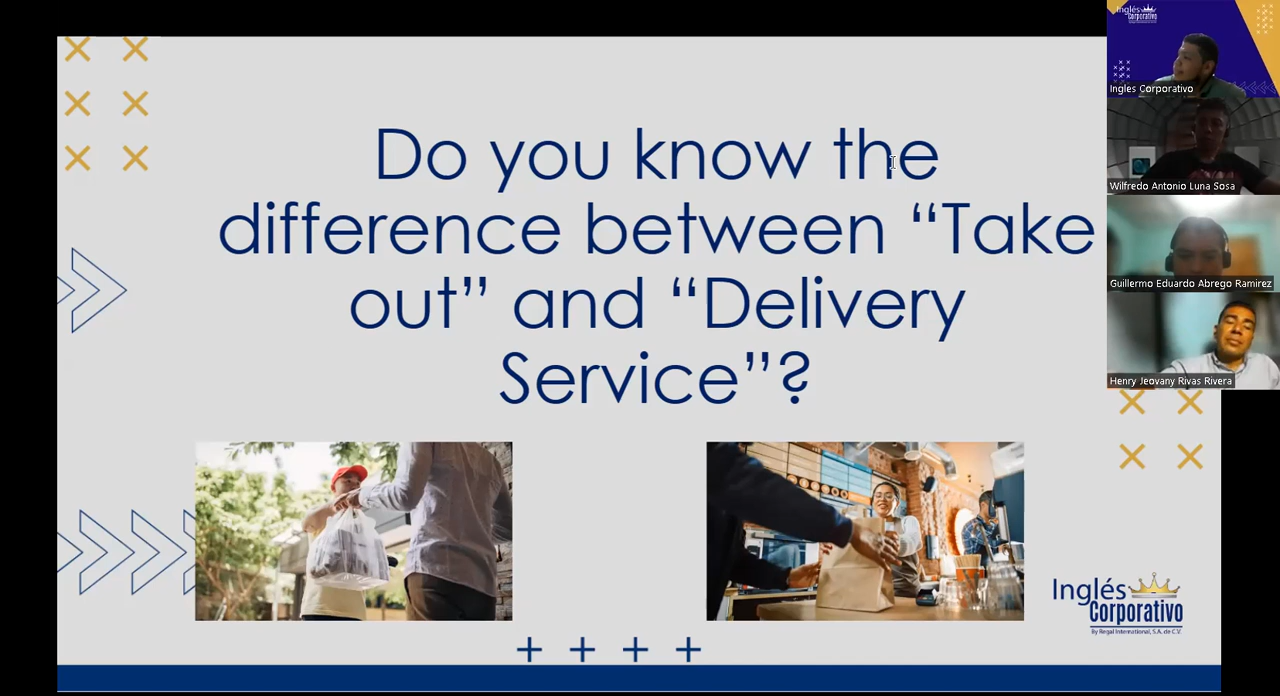 Do you know the
difference between “Take
out” and “Delivery
Service”?
Inglés
Corporativo
By Regal International, S.A. de C.V.
Inglés
Corporativo
Ingles Corporativo
Wilfredo Antonio Luna Sosa
Guillermo Eduardo Abrego Ramirez
Henry Jeovany Rivas Rivera